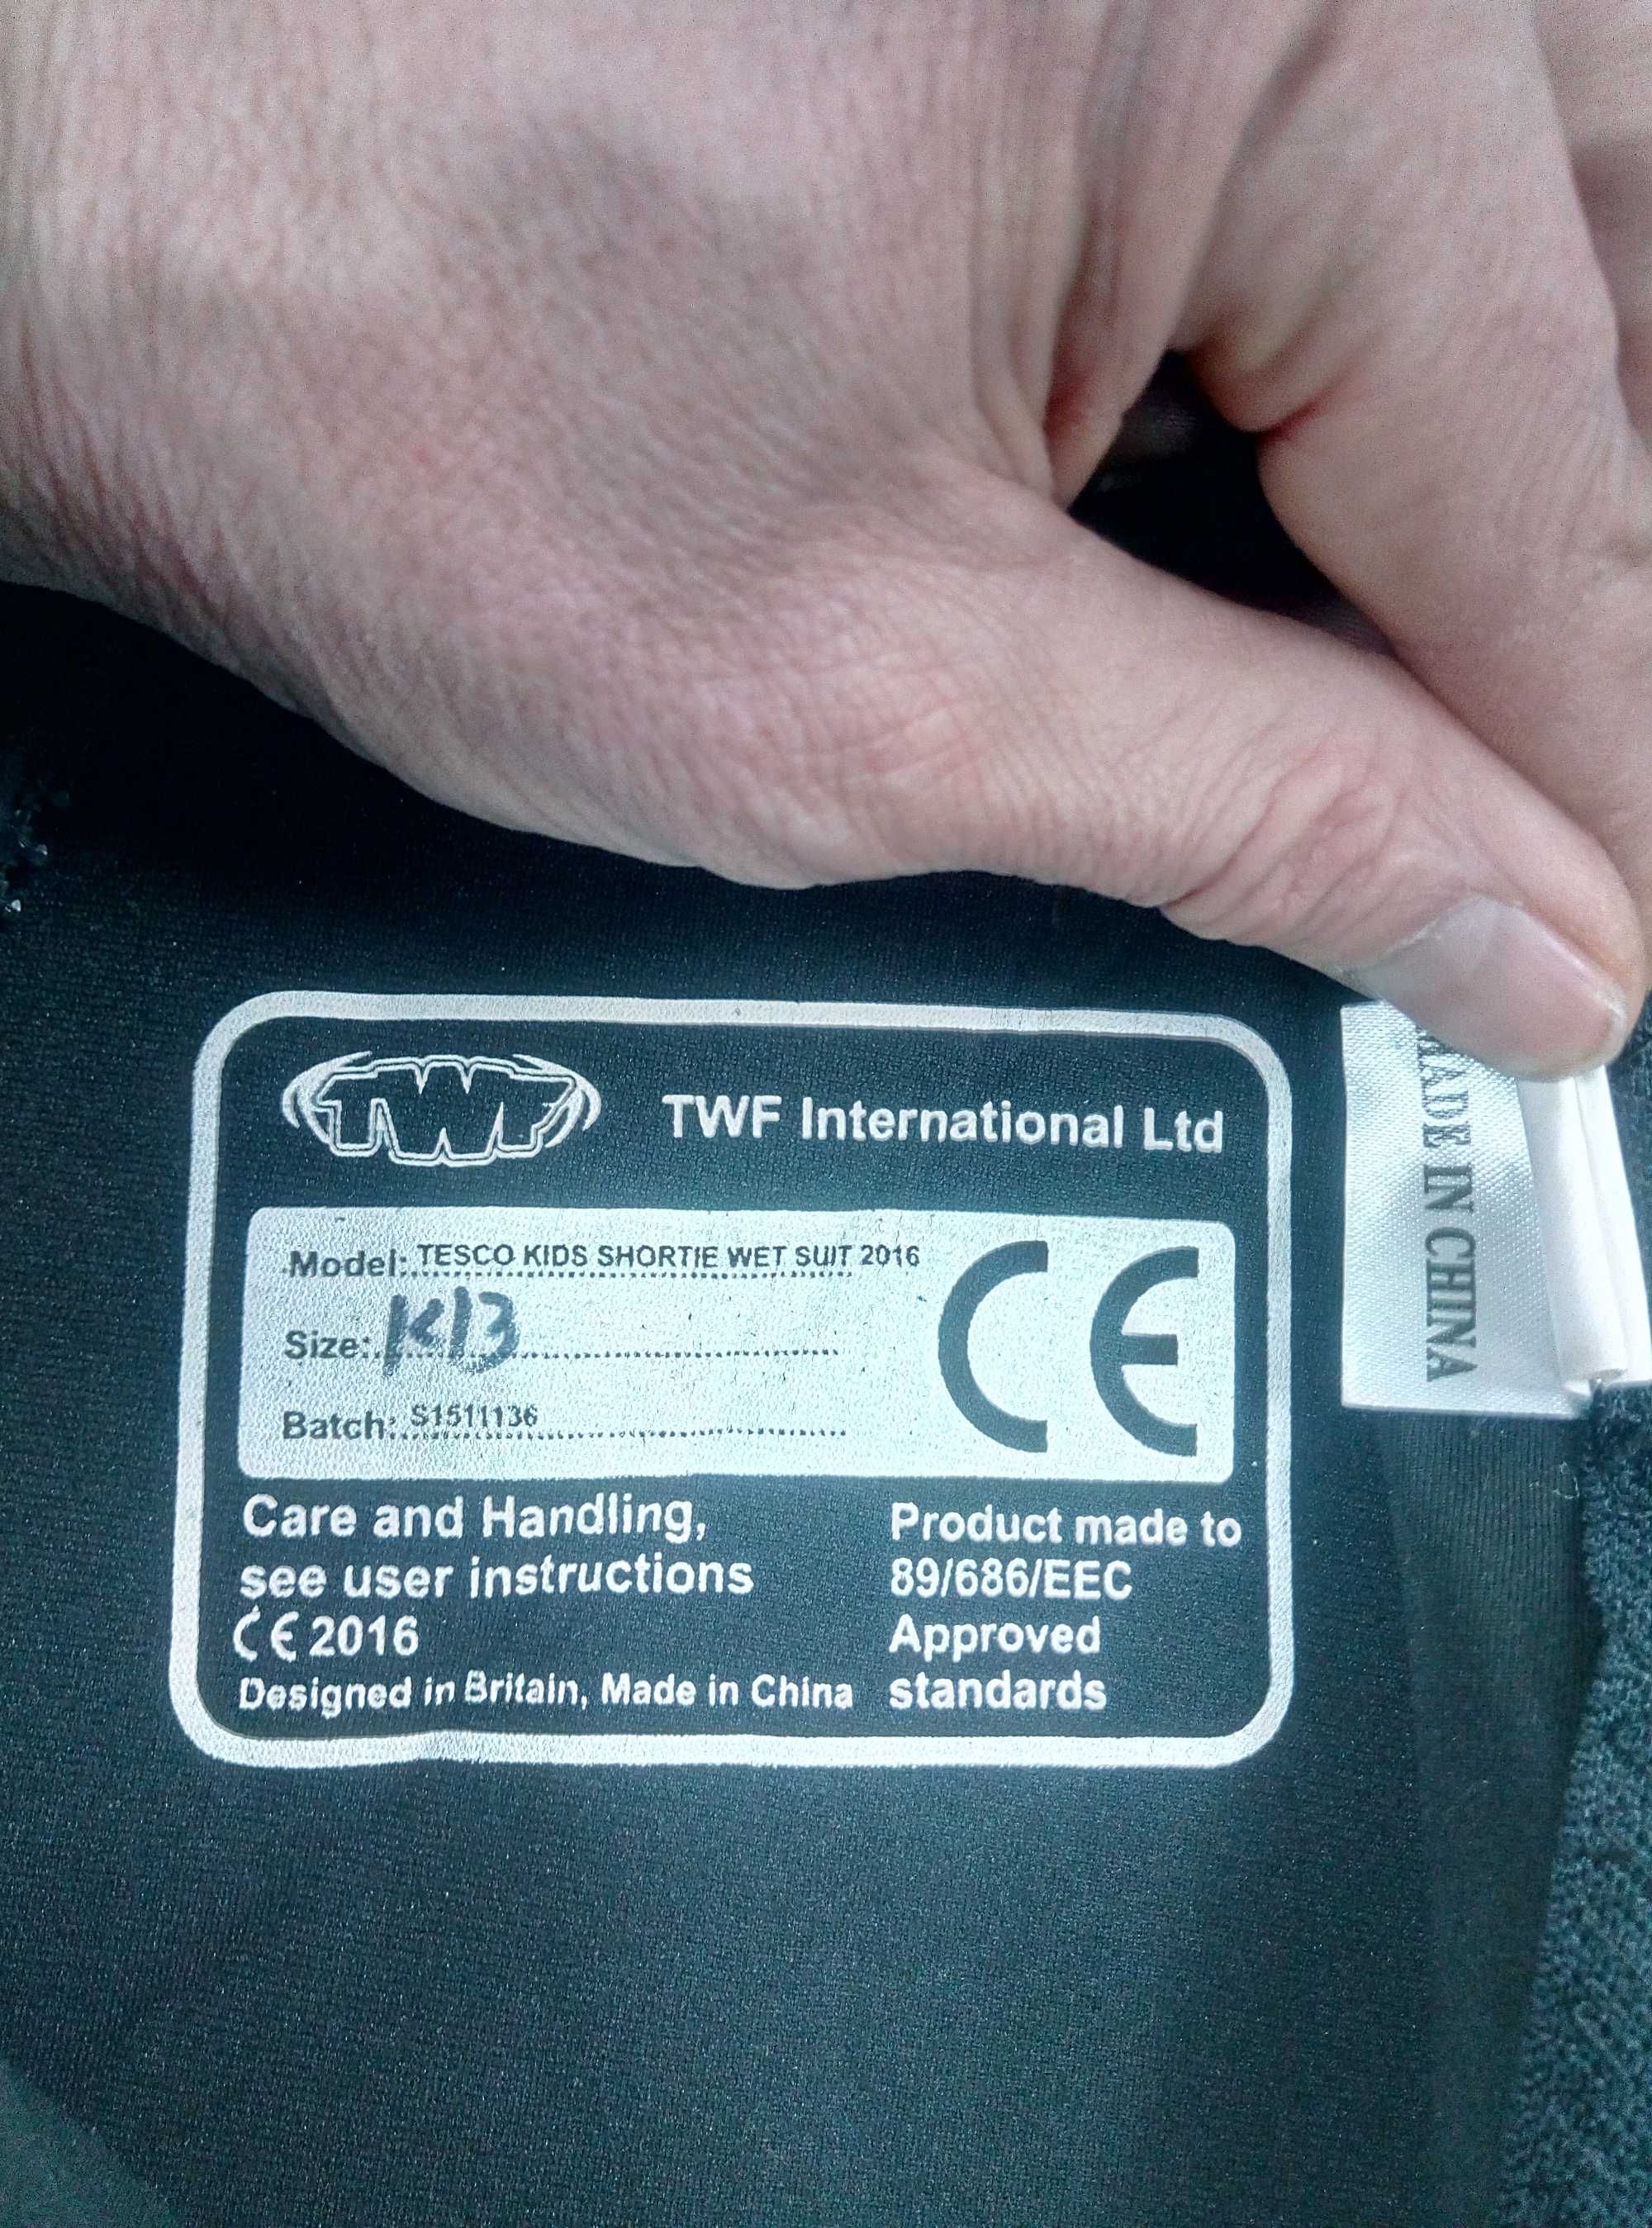 TWF
TWF International Ltd
Model: TESCO KIDS SHORTIE WET SUIT 2016
Size: K13
Batch: S1511136
CE
Care and Handling,
see user instructions
CE 2016
Designed in Britain, Made in China
Product made to
89/686/EEC
Approved
standards
MADE IN CHINA